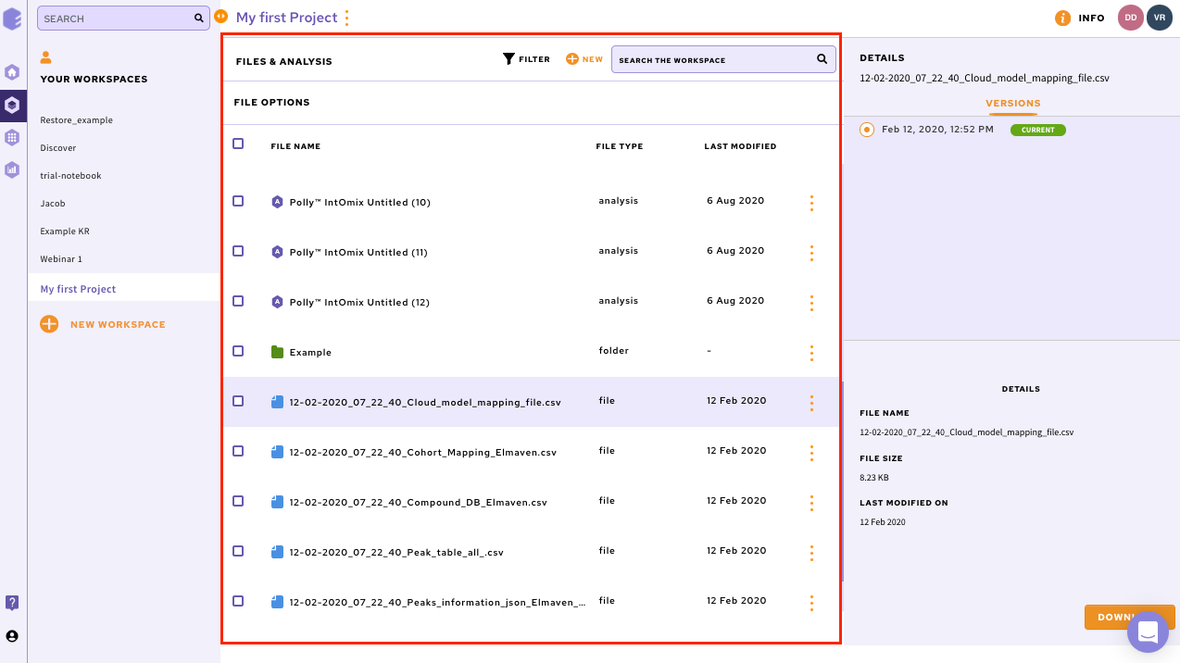 SEARCH
My first Project
INFO
DD
VR
YOUR WORKSPACES
Restore_example
Discover
trial-notebook
Jacob
Example KR
Webinar 1
My first Project
NEW WORKSPACE
FILES & ANALYSIS
FILTER
NEW
SEARCH THE WORKSPACE
FILE OPTIONS
FILE NAME FILE TYPE LAST MODIFIED
A Polly™ IntOmix Untitled (10) analysis 6 Aug 2020
A Polly™ IntOmix Untitled (11) analysis 6 Aug 2020
A Polly™ IntOmix Untitled (12) analysis 6 Aug 2020
Example folder -
12-02-2020_07_22_40_Cloud_model_mapping_file.csv file 12 Feb 2020
12-02-2020_07_22_40_Cohort_Mapping_Elmaven.csv file 12 Feb 2020
12-02-2020_07_22_40_Compound_DB_Elmaven.csv file 12 Feb 2020
12-02-2020_07_22_40_Peak_table_all_.csv file 12 Feb 2020
12-02-2020_07_22_40_Peaks_information_json_Elmaven_... file 12 Feb 2020
DETAILS
12-02-2020_07_22_40_Cloud_model_mapping_file.csv
VERSIONS
Feb 12, 2020, 12:52 PM CURRENT
DETAILS
FILE NAME
12-02-2020_07_22_40_Cloud_model_mapping_file.csv
FILE SIZE
8.23 KB
LAST MODIFIED ON
12 Feb 2020